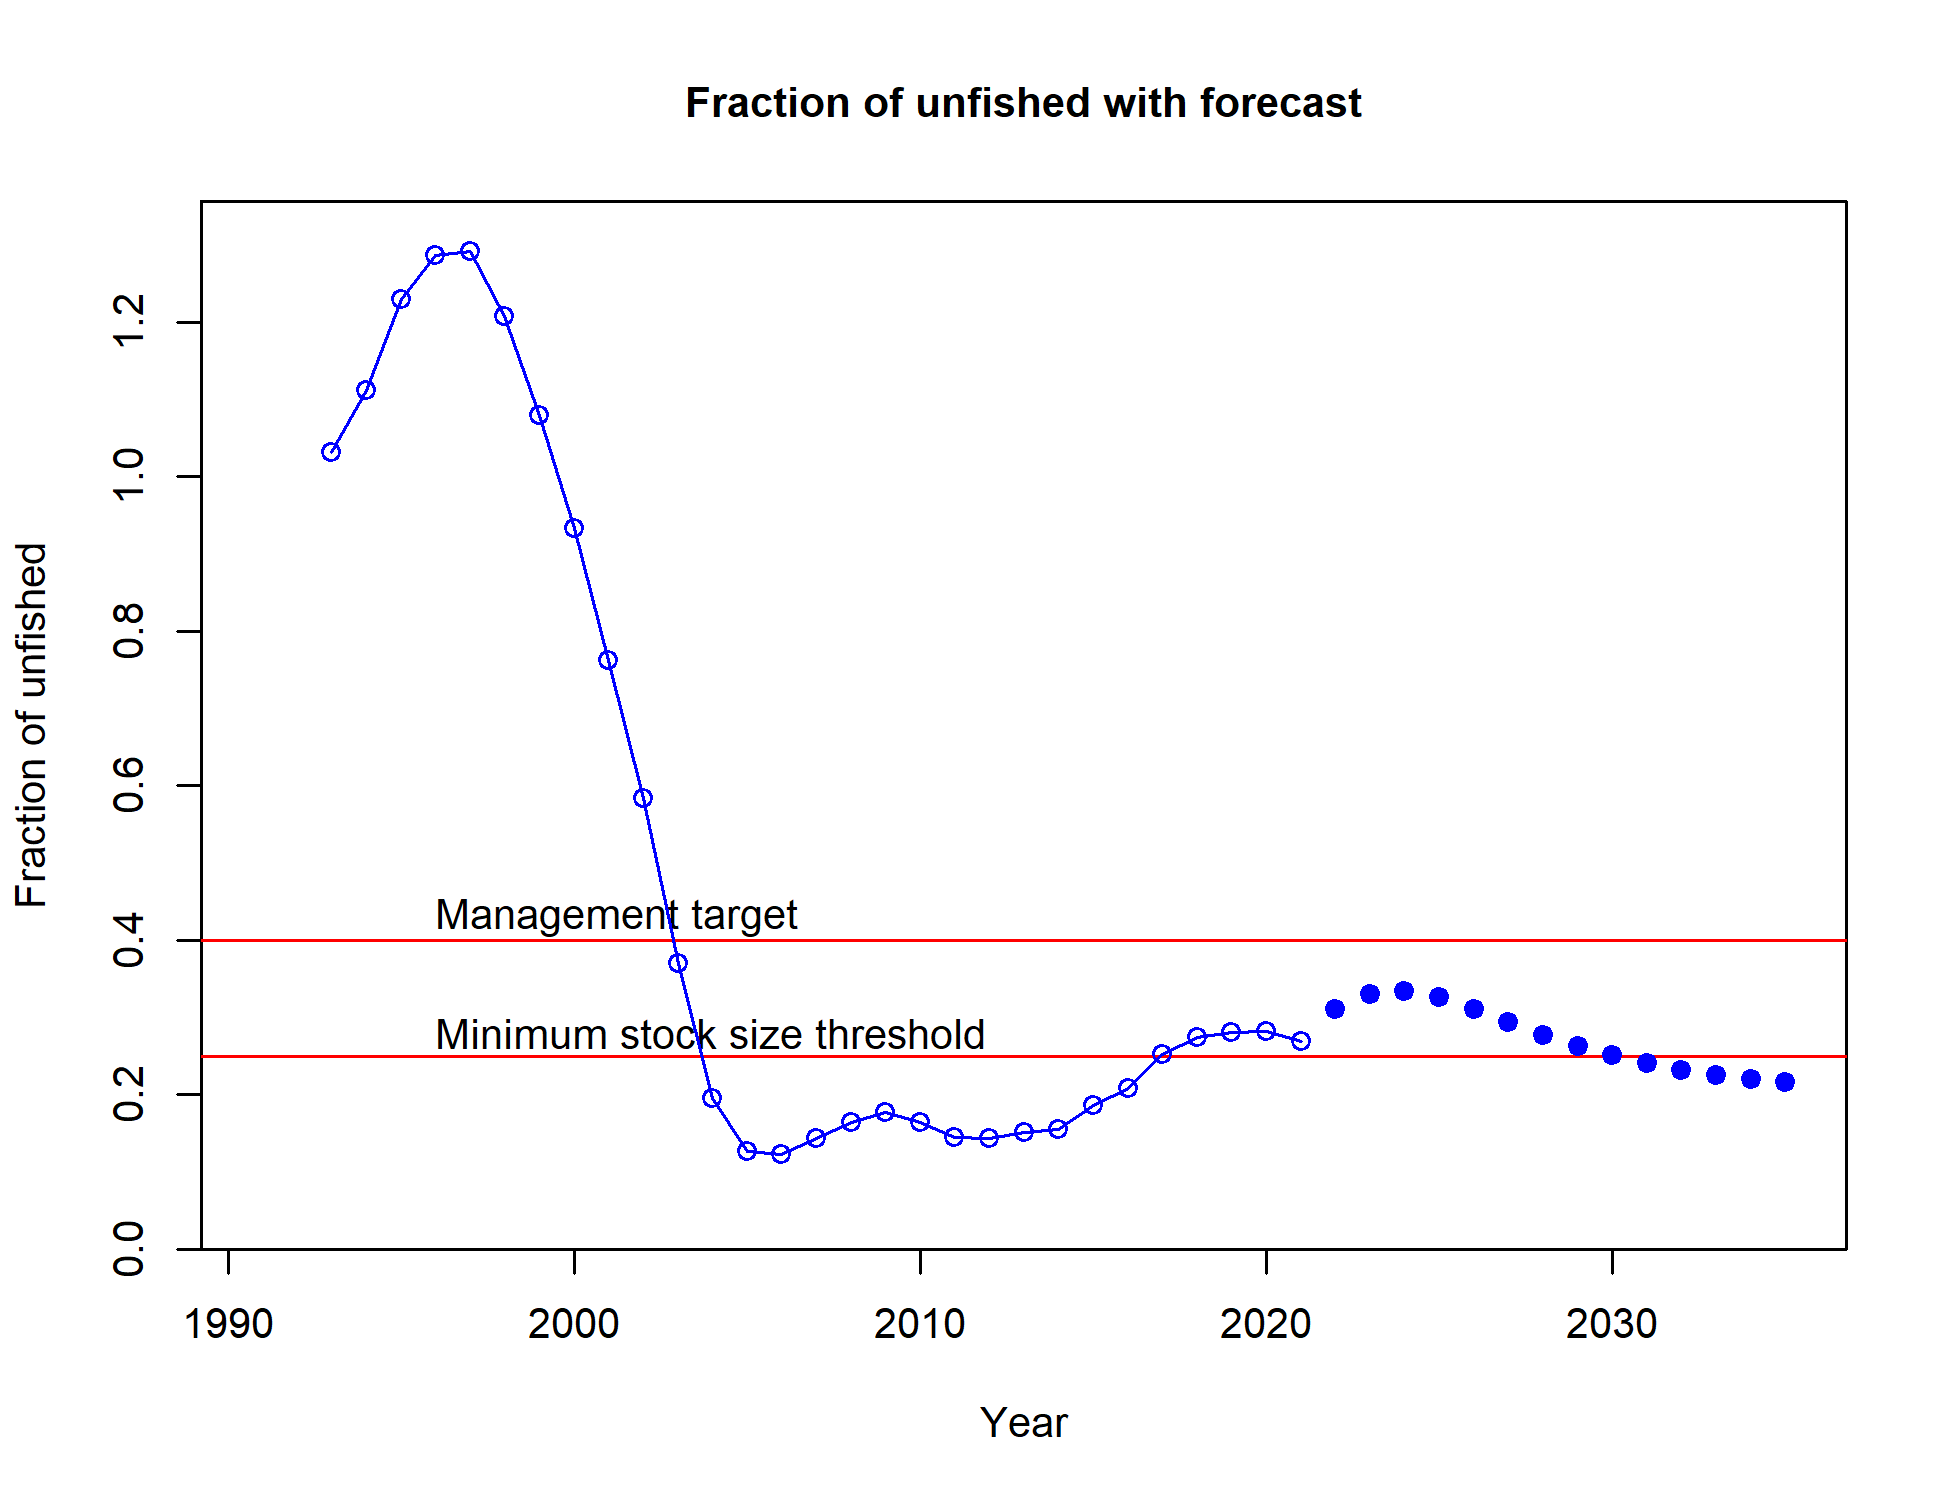 Fraction of unfished with forecast
Fraction of unfished
1.2
1.0
0.8
0.6
0.4
0.2
0.0
Management target
Minimum stock size threshold
1990 2000 2010 2020 2030
Year